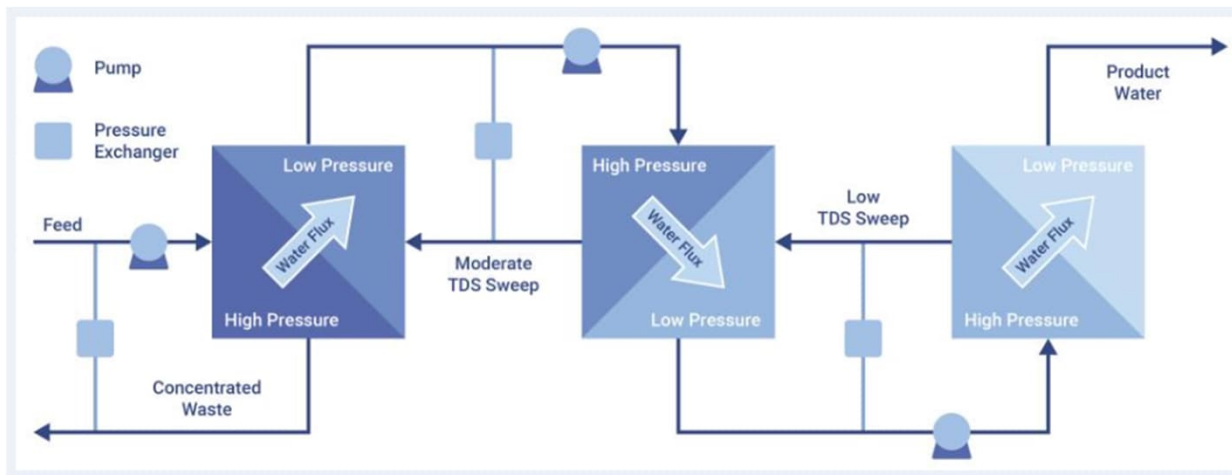 Pump
Pressure
Exchanger
Feed
Concentrated
Waste
Low Pressure
Water Flux
High Pressure
Moderate
TDS Sweep
High Pressure
Water Flux
Low Pressure
Low
TDS Sweep
Low Pressure
Water Flux
High Pressure
Product
Water